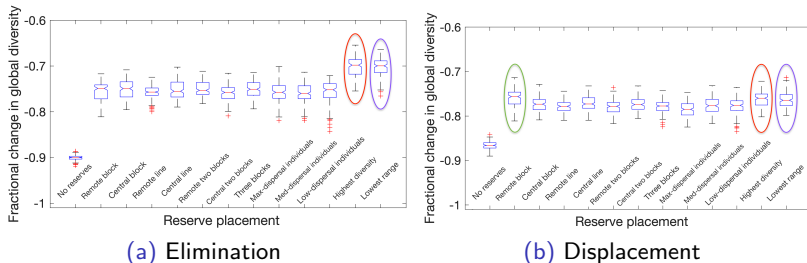 -0.6
-0.7
-0.8
-0.9
-1
Fractional change in global diversity
No reserves
Remote block
Central block
Remote line
Central line
Remote two blocks
Central two blocks
Three blocks
Max-dispersal individuals
Med-dispersal individuals
Low-dispersal individuals
Highest diversity
Lowest range
Reserve placement
(a) Elimination
-0.6
-0.7
-0.8
-0.9
-1
Fractional change in global diversity
No reserves
Remote block
Central block
Remote line
Central line
Remote two blocks
Central two blocks
Three blocks
Max-dispersal individuals
Med-dispersal individuals
Low-dispersal individuals
Highest diversity
Lowest range
Reserve placement
(b) Displacement